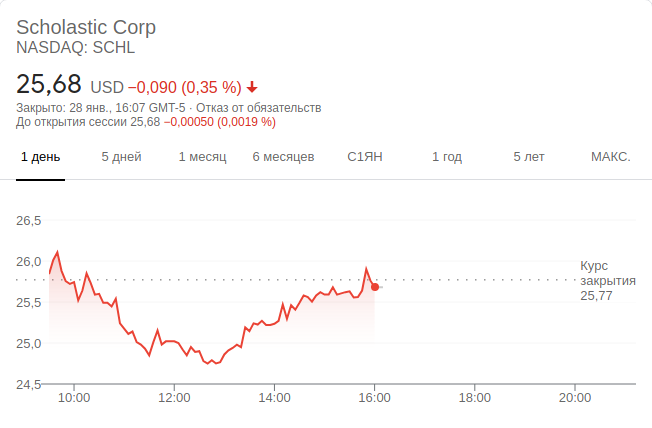 Scholastic Corp
NASDAQ: SCHL
25,68 USD −0,090 (0,35 %)
Закрыто: 28 янв., 16:07 GMT-5 · Отказ от обязательств
До открытия сессии 25,68 −0,00050 (0,0019 %)
1 день 5 дней 1 месяц 6 месяцев С1ЯН 1 год 5 лет МАКС.
26,5
26,0
Курс
закрытия
25,77
25,5
25,0
24,5
10:00 12:00 14:00 16:00 18:00 20:00